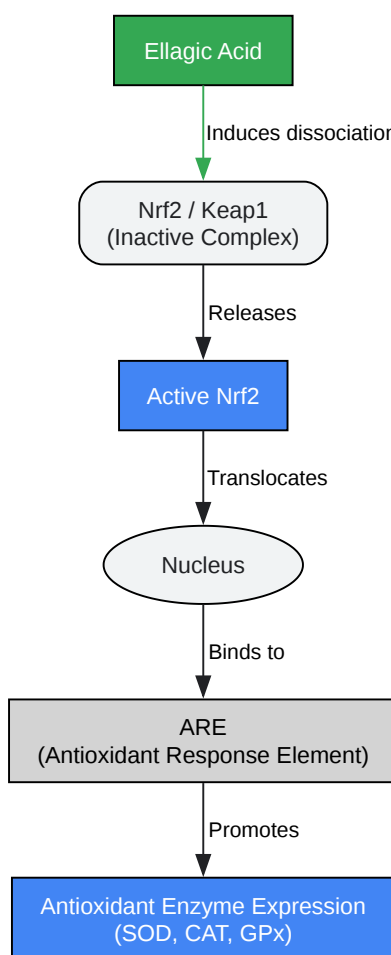 Ellagic Acid
Induces dissociation
Nrf2 / Keap1
(Inactive Complex)
Releases
Active Nrf2
Translocates
Nucleus
Binds to
ARE
(Antioxidant Response Element)
Promotes
Antioxidant Enzyme Expression
(SOD, CAT, GPx)